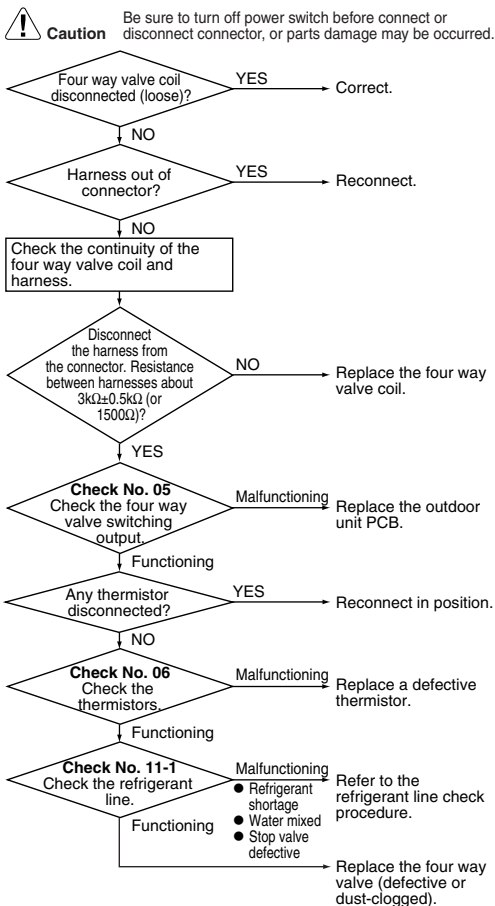 Be sure to turn off power switch before connect or
Caution disconnect connector, or parts damage may be occurred.
Four way valve coil
disconnected (loose)?
YES
Correct.
NO
Harness out of
connector?
YES
Reconnect.
NO
Check the continuity of the
four way valve coil and
harness.
Disconnect
the harness from
the connector. Resistance
between harnesses about
3kΩ±0.5kΩ (or
1500Ω)?
NO
Replace the four way
valve coil.
YES
Check No. 05
Check the four way
valve switching
output.
Malfunctioning
Replace the outdoor
unit PCB.
Functioning
Any thermistor
disconnected?
YES
Reconnect in position.
NO
Check No. 06
Check the
thermistors.
Malfunctioning
Replace a defective
thermistor.
Functioning
Check No. 11-1
Check the refrigerant
line.
Malfunctioning
● Refrigerant
shortage
● Water mixed
● Stop valve
defective
Refer to the
refrigerant line check
procedure.
Functioning
Replace the four way
valve (defective or
dust-clogged).